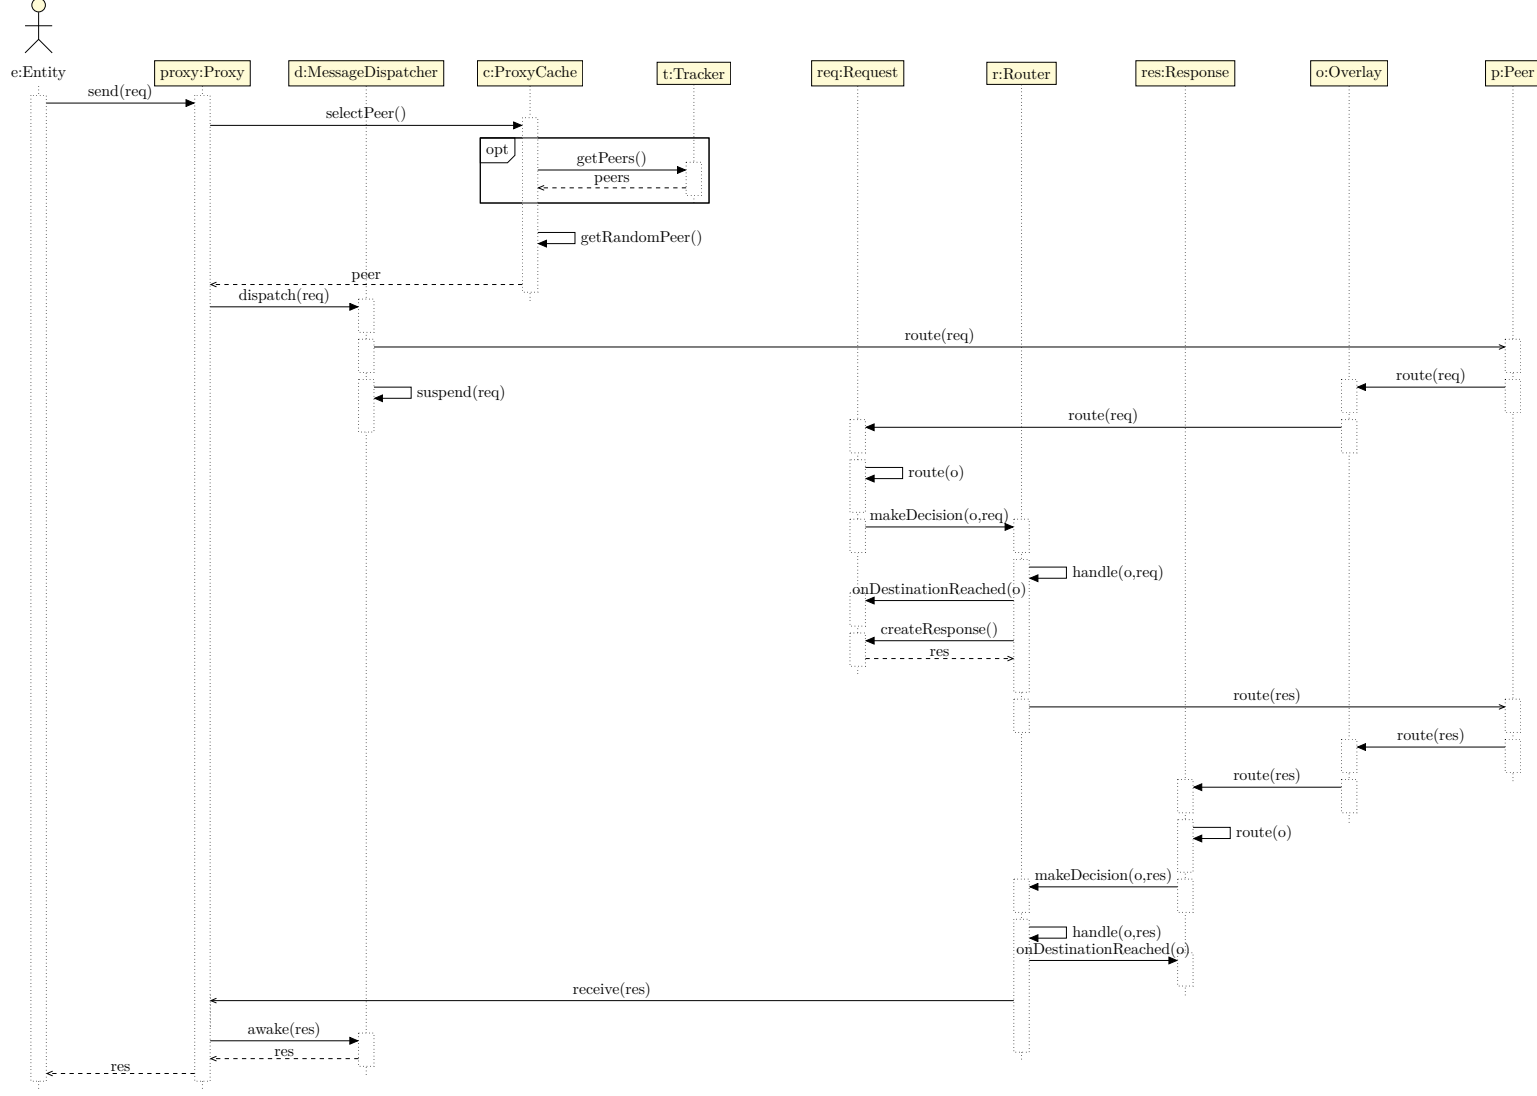 e:Entity
proxy:Proxy
d:MessageDispatcher
c:ProxyCache
t:Tracker
req:Request
r:Router
res:Response
o:Overlay
p:Peer
send(req)
selectPeer()
opt
getPeers()
peers
getRandomPeer()
peer
dispatch(req)
route(req)
route(req)
suspend(req)
route(req)
route(o)
makeDecision(o,req)
handle(o,req)
onDestinationReached(o)
createResponse()
res
route(res)
route(res)
route(res)
route(o)
makeDecision(o,res)
handle(o,res)
onDestinationReached(o)
receive(res)
awake(res)
res
res